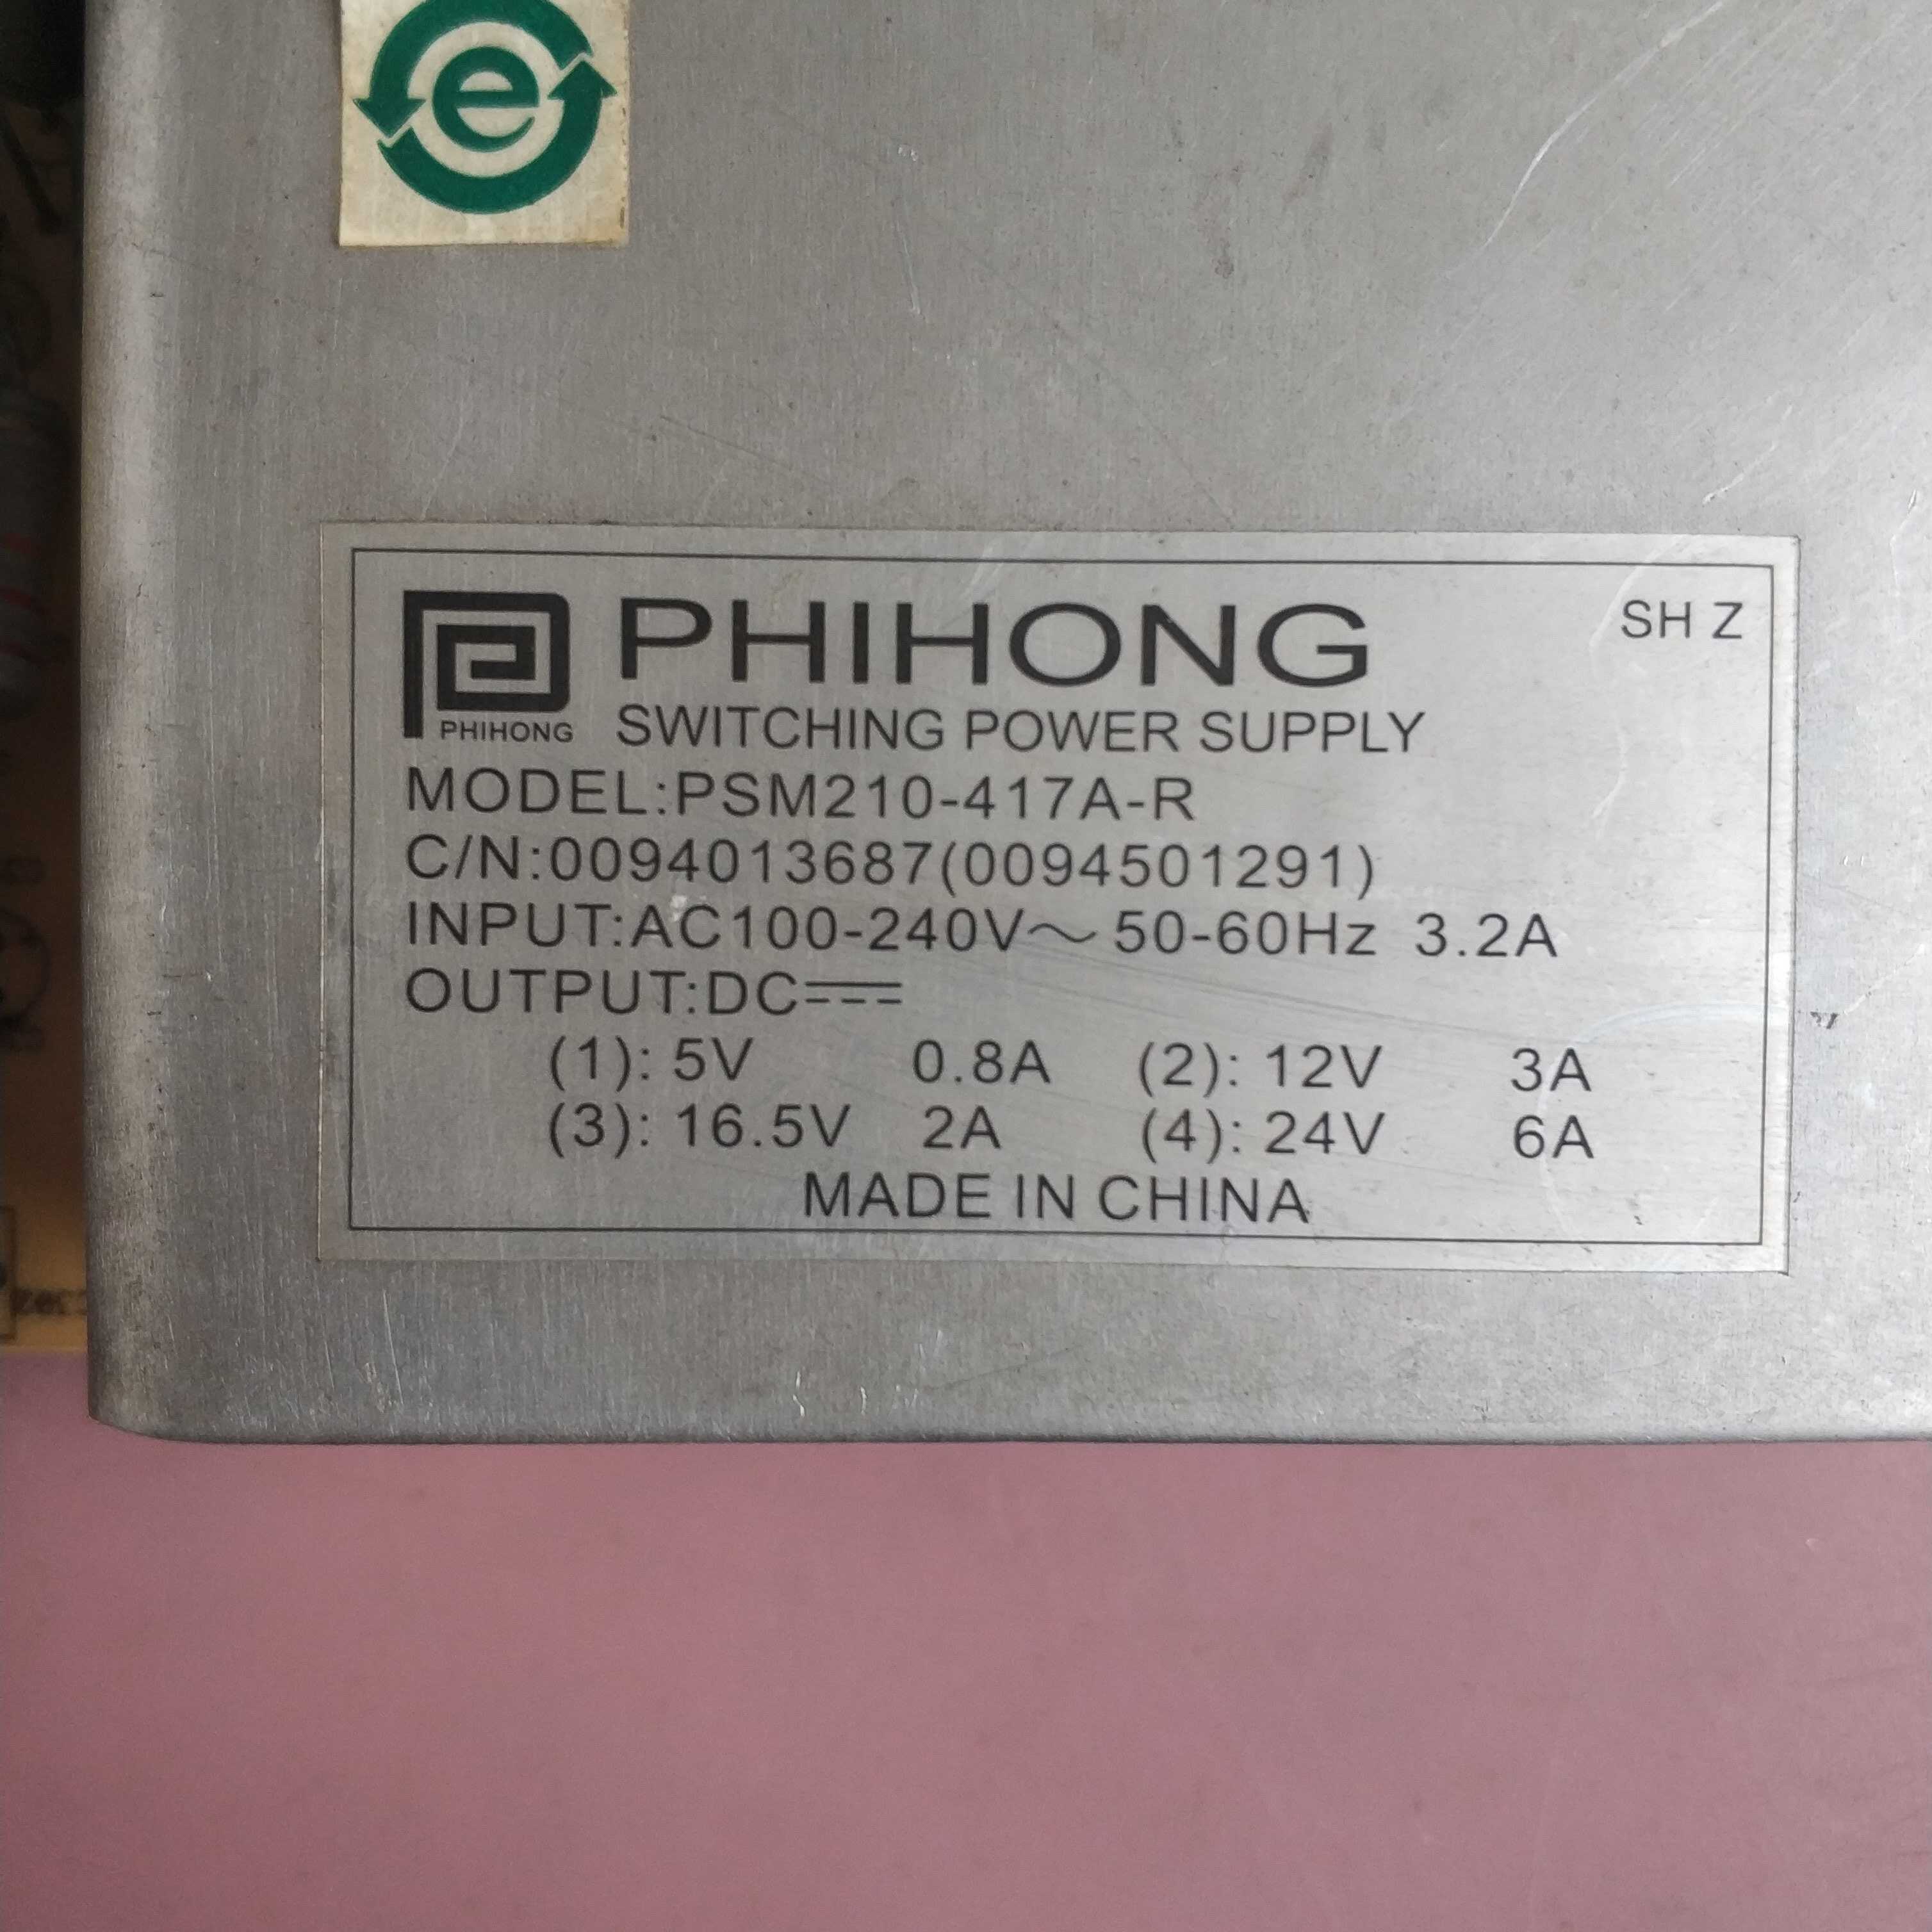 e
PHIHONG
SH Z
PHIHONG
SWITCHING POWER SUPPLY
MODEL:PSM210-417A-R
C/N:0094013687(0094501291)
INPUT:AC100-240V～ 50-60Hz 3.2A
OUTPUT:DC⎓
(1): 5V 0.8A (2): 12V 3A
(3): 16.5V 2A (4): 24V 6A
MADE IN CHINA